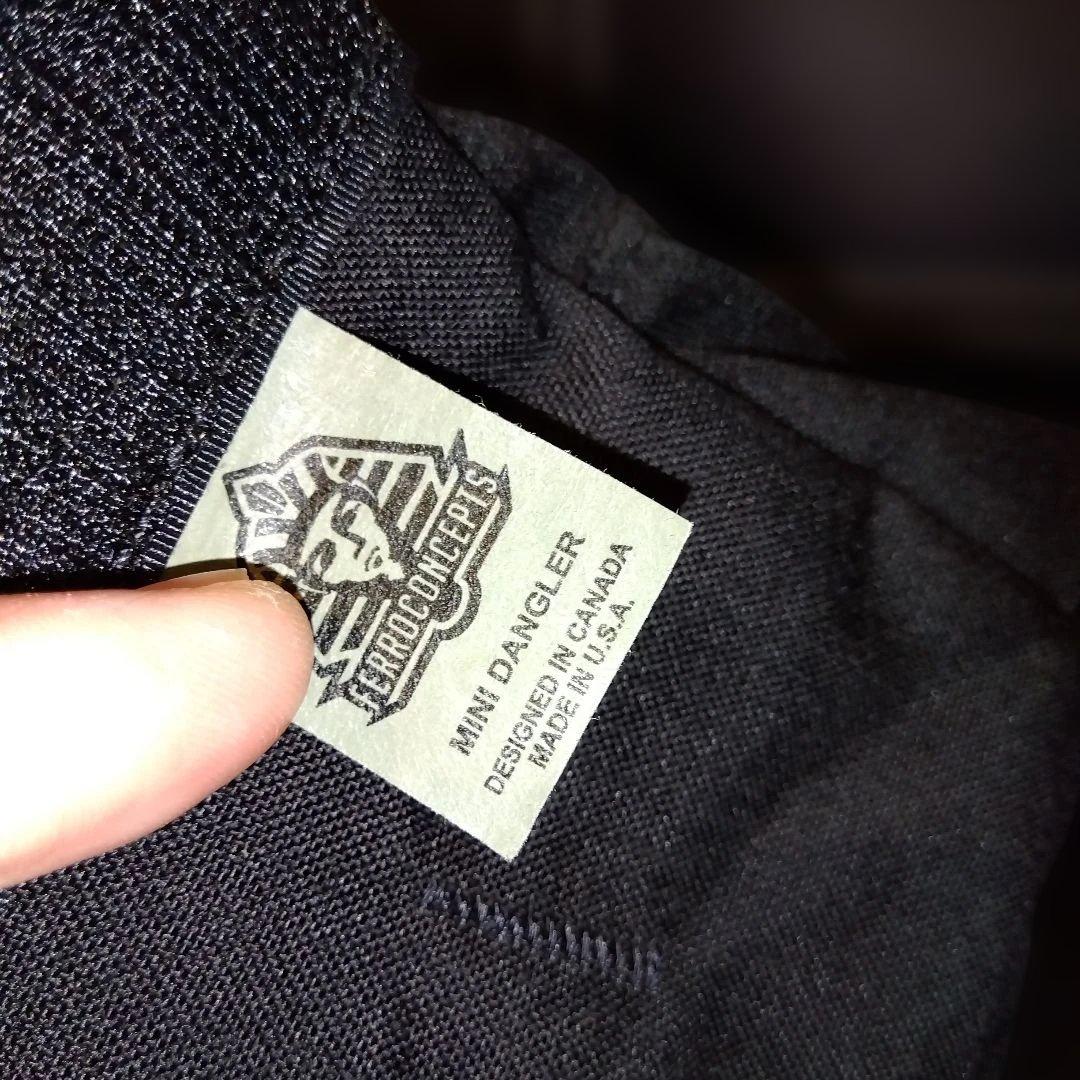 FERROCONCEPTS
MINI DANGLER
DESIGNED IN CANADA
MADE IN U.S.A.